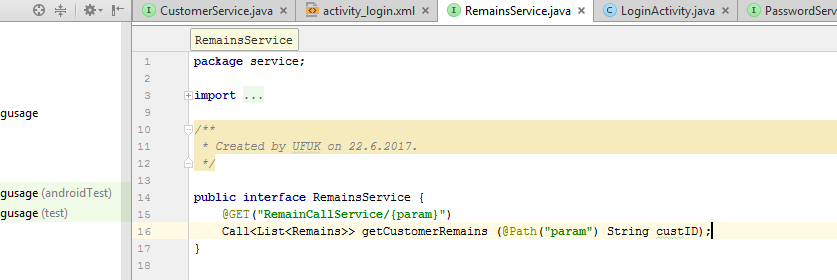 CustomerService.java × activity_login.xml × RemainsService.java × LoginActivity.java × PasswordServ
RemainsService
gusage
gusage (androidTest)
gusage (test)
1 package service;
2
3 import ...
9
10 /**
11 * Created by UFUK on 22.6.2017.
12 */
13
14 public interface RemainsService {
15 @GET("RemainCallService/{param}")
16 Call<List<Remains>> getCustomerRemains (@Path("param") String custID);
17 }
18